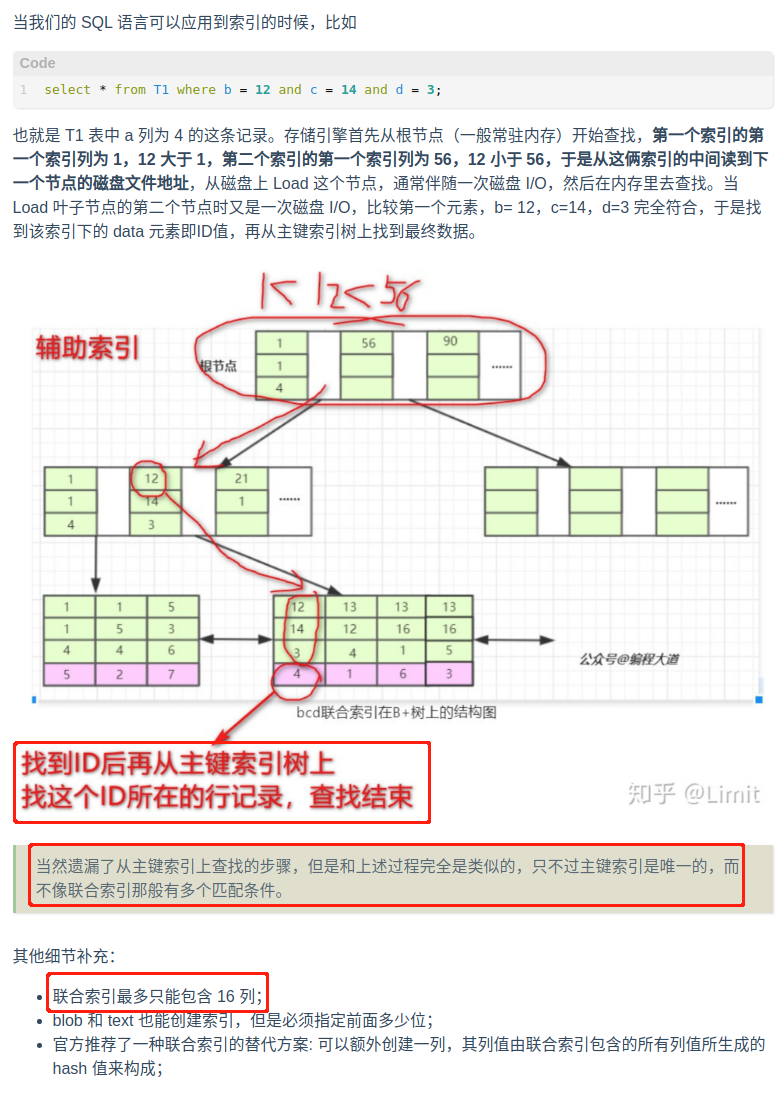 当我们的 SQL 语言可以应用到索引的时候，比如
Code
1 select * from T1 where b = 12 and c = 14 and d = 3;
也就是 T1 表中 a 列为 4 的这条记录。存储引擎首先从根节点（一般常驻内存）开始查找，第一个索引的第
一个索引列为 1，12 大于 1，第二个索引的第一个索引列为 56，12 小于 56，于是从这俩索引的中间读到下
一个节点的磁盘文件地址，从磁盘上 Load 这个节点，通常伴随一次磁盘 I/O，然后在内存里去查找。当
Load 叶子节点的第二个节点时又是一次磁盘 I/O，比较第一个元素，b= 12，c=14，d=3 完全符合，于是找
到该索引下的 data 元素即ID值，再从主键索引树上找到最终数据。
1<12<56
辅助索引
根节点
1 56 90
1 ......
4
1 12 21
1 14 1 ......
4 3
......
1 1 5
1 5 3
4 4 6
5 2 7
12 13 13 13
14 12 16 16
3 4 1 5
4 1 6 3
公众号@编程大道
bcd联合索引在B+树上的结构图
找到ID后再从主键索引树上
找这个ID所在的行记录，查找结束
知乎 @Limit
当然遗漏了从主键索引上查找的步骤，但是和上述过程完全是类似的，只不过主键索引是唯一的，而
不像联合索引那般有多个匹配条件。
其他细节补充：
• 联合索引最多只能包含 16 列；
• blob 和 text 也能创建索引，但是必须指定前面多少位；
• 官方推荐了一种联合索引的替代方案: 可以额外创建一列，其列值由联合索引包含的所有列值所生成的
hash 值来构成；